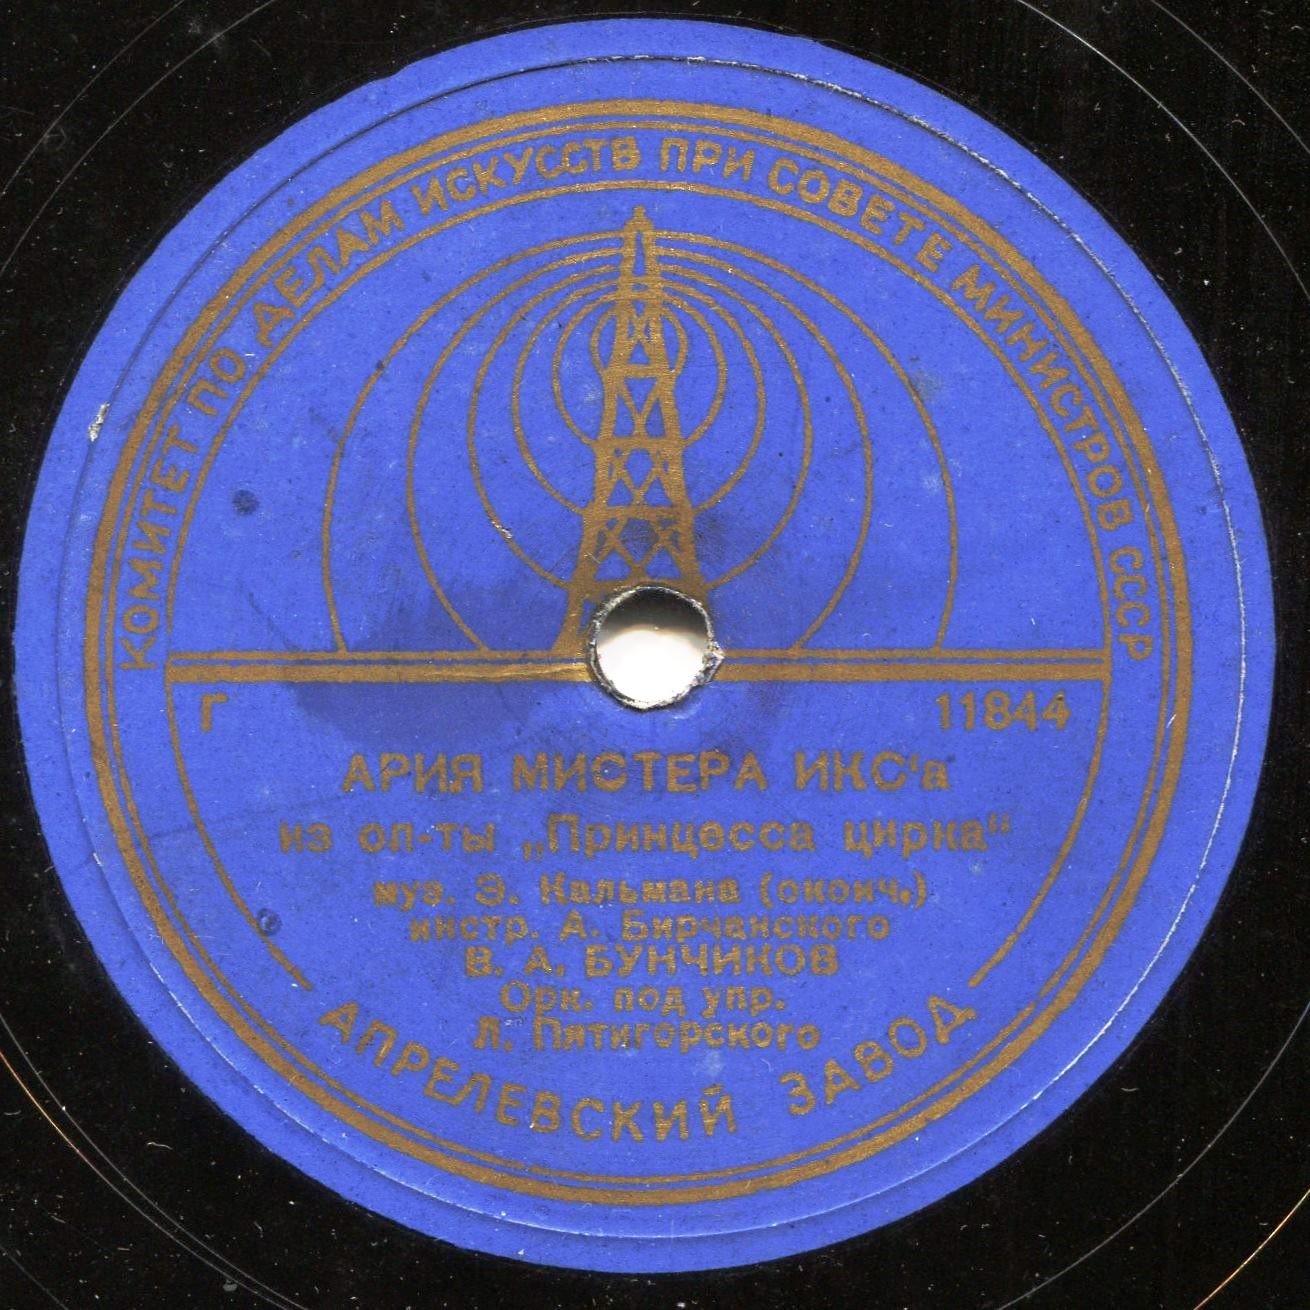 КОМИТЕТ ПО ДЕЛАМ ИСКУССТВ ПРИ СОВЕТЕ МИНИСТРОВ СССР
Г 11844
АРИЯ МИСТЕРА ИКС‘а
из оп-ты „Принцесса цирка“
муз. Э. Кальмана (оконч.)
инстр. А. Бирчанского
В. А. БУНЧИКОВ
Орк. под упр.
Л. Пятигорского
АПРЕЛЕВСКИЙ ЗАВОД